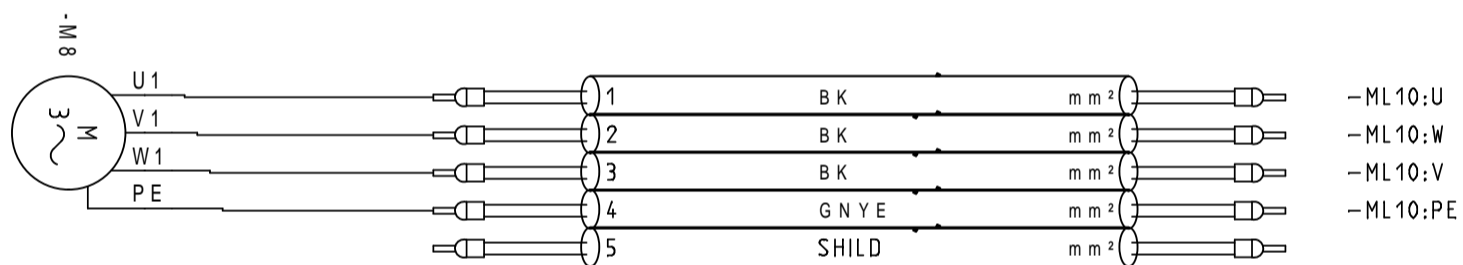 -M8
M
3~
U1
1 BK mm² -ML10:U
V1
2 BK mm² -ML10:W
W1
3 BK mm² -ML10:V
PE
4 GNYE mm² -ML10:PE
5 SHILD mm²